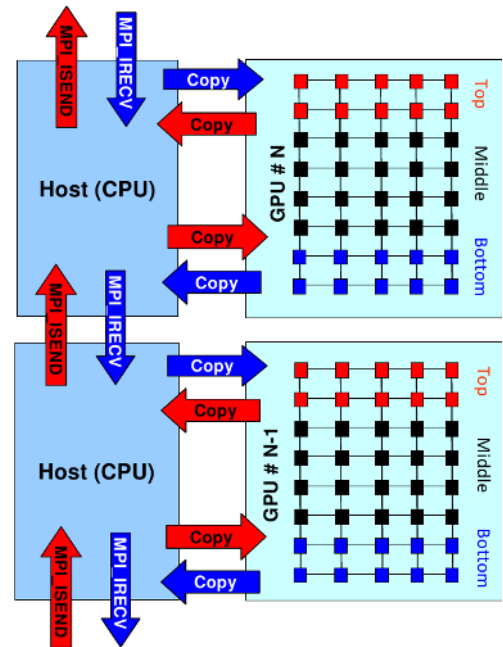 MPI_ISEND
MPI_IRECV
Copy
Copy
Host (CPU)
GPU # N
Top
Middle
Bottom
Copy
Copy
MPI_ISEND
MPI_IRECV
Copy
Copy
Host (CPU)
GPU # N-1
Top
Middle
Bottom
Copy
Copy
MPI_ISEND
MPI_IRECV